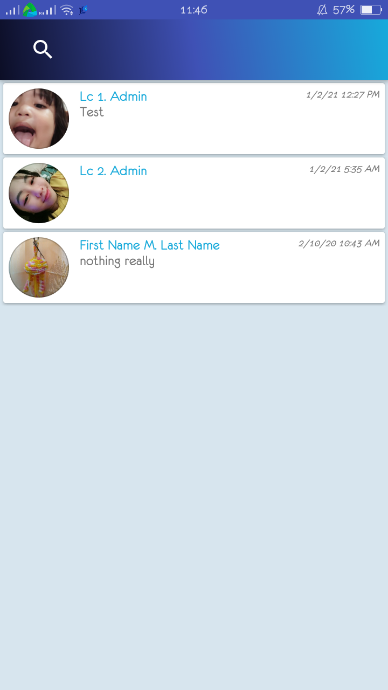 11:46
57%
Lc 1. Admin
1/2/21 12:27 PM
Test
Lc 2. Admin
1/2/21 5:35 AM
First Name M. Last Name
2/10/20 10:43 AM
nothing really